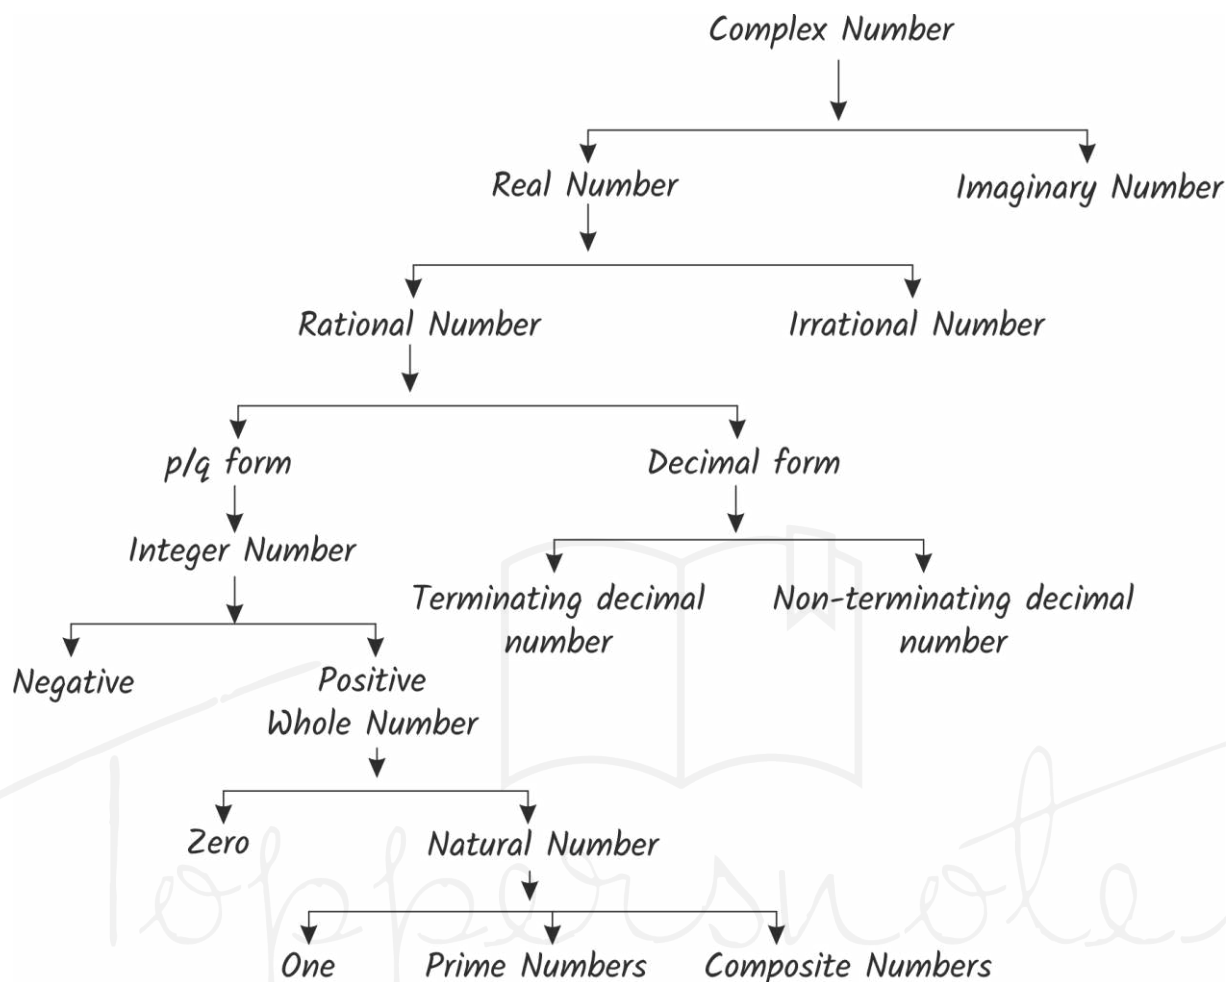 Complex Number
Real Number
Imaginary Number
Rational Number
Irrational Number
p/q form
Decimal form
Integer Number
Terminating decimal
number
Non-terminating decimal
number
Negative
Positive
Whole Number
Zero
Natural Number
One
Prime Numbers
Composite Numbers
Toppersnote